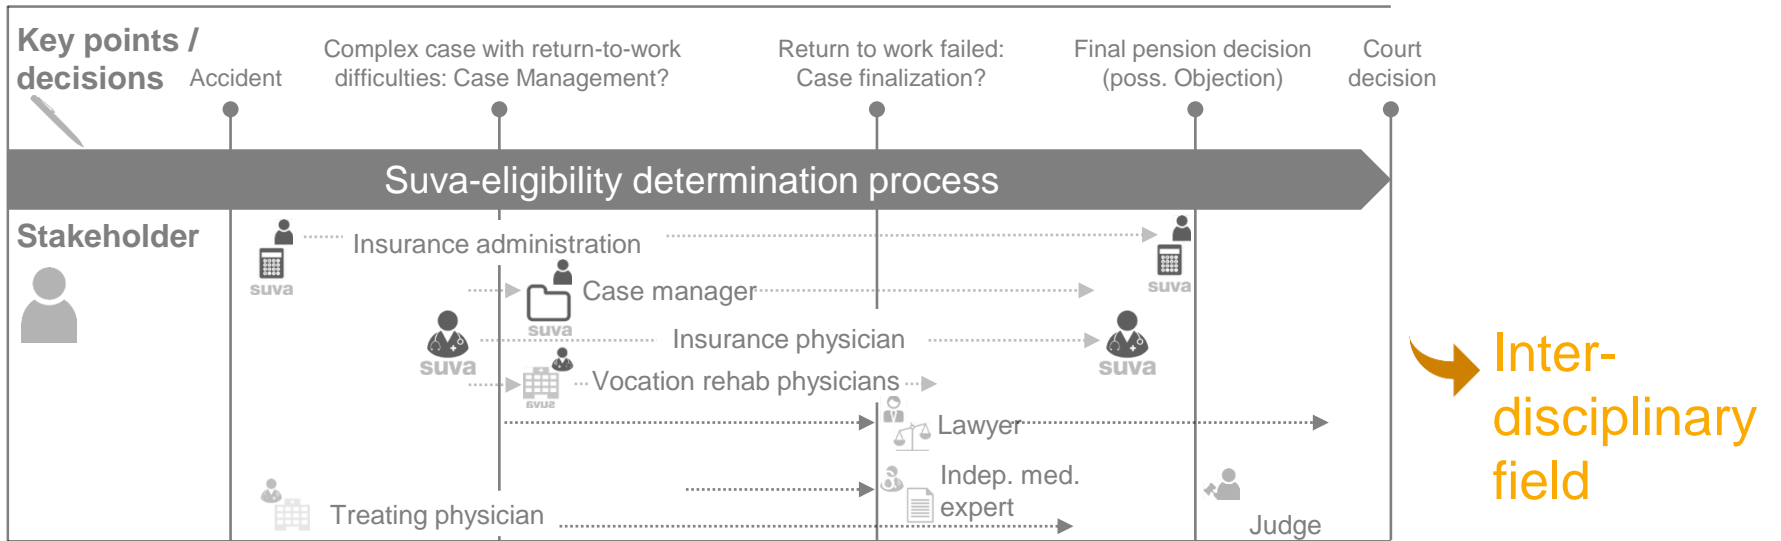 Key points /
decisions
Accident
Complex case with return-to-work
difficulties: Case Management?
Return to work failed:
Case finalization?
Final pension decision
(poss. Objection)
Court
decision
Suva-eligibility determination process
Stakeholder
Insurance administration
suva
suva
Case manager
suva
Insurance physician
suva
suva
Vocation rehab physicians
suva
Lawyer
Indep. med.
expert
Treating physician
Judge
Inter-
disciplinary
field